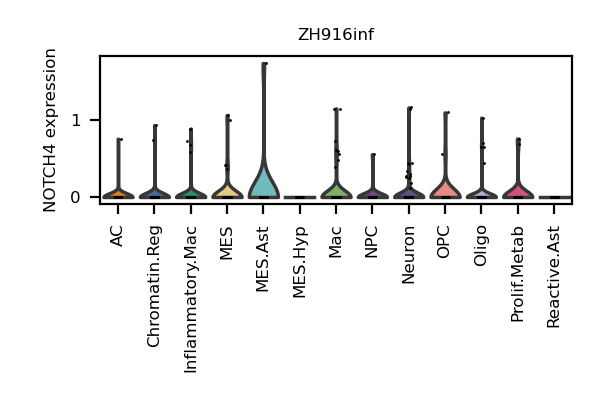 ZH916inf
NOTCH4 expression
1
0
AC
Chromatin.Reg
Inflammatory.Mac
MES
MES.Ast
MES.Hyp
Mac
NPC
Neuron
OPC
Oligo
Prolif.Metab
Reactive.Ast